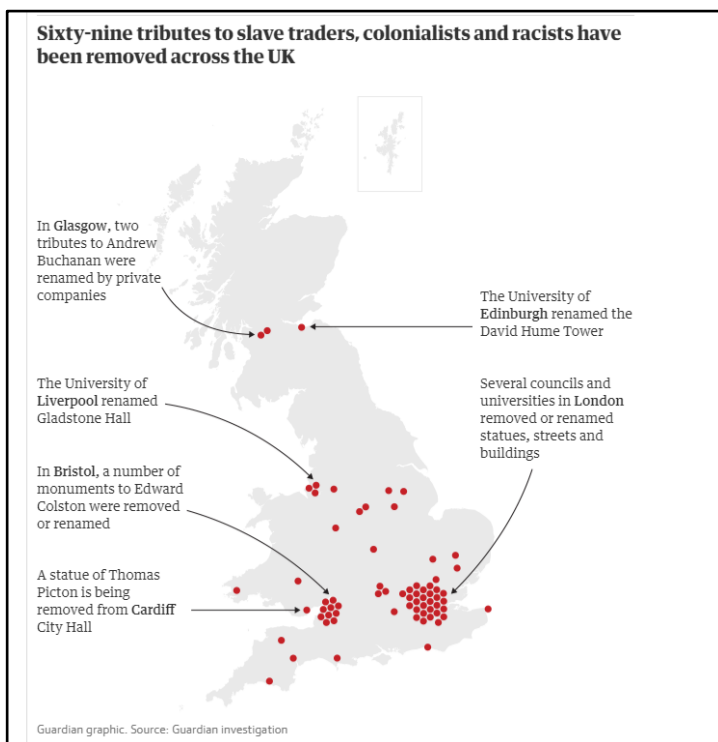 Sixty-nine tributes to slave traders, colonialists and racists have
been removed across the UK
In Glasgow, two
tributes to Andrew
Buchanan were
renamed by private
companies
The University of
Edinburgh renamed the
David Hume Tower
The University of
Liverpool renamed
Gladstone Hall
Several councils and
universities in London
removed or renamed
statues, streets and
buildings
In Bristol, a number of
monuments to Edward
Colston were removed
or renamed
A statue of Thomas
Picton is being
removed from Cardiff
City Hall
Guardian graphic. Source: Guardian investigation